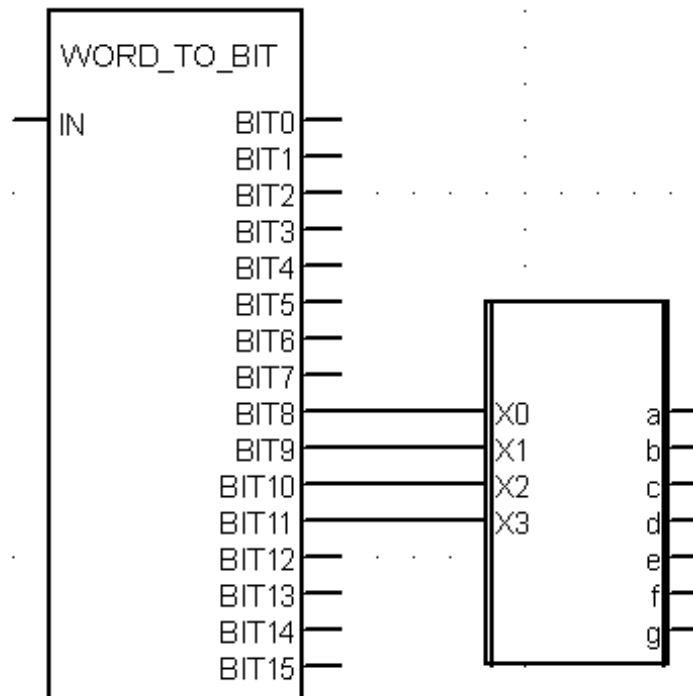 WORD_TO_BIT
IN BIT0
BIT1
BIT2
BIT3
BIT4
BIT5
BIT6
BIT7
BIT8 X0 a
BIT9 X1 b
BIT10 X2 c
BIT11 X3 d
BIT12 e
BIT13 f
BIT14 g
BIT15